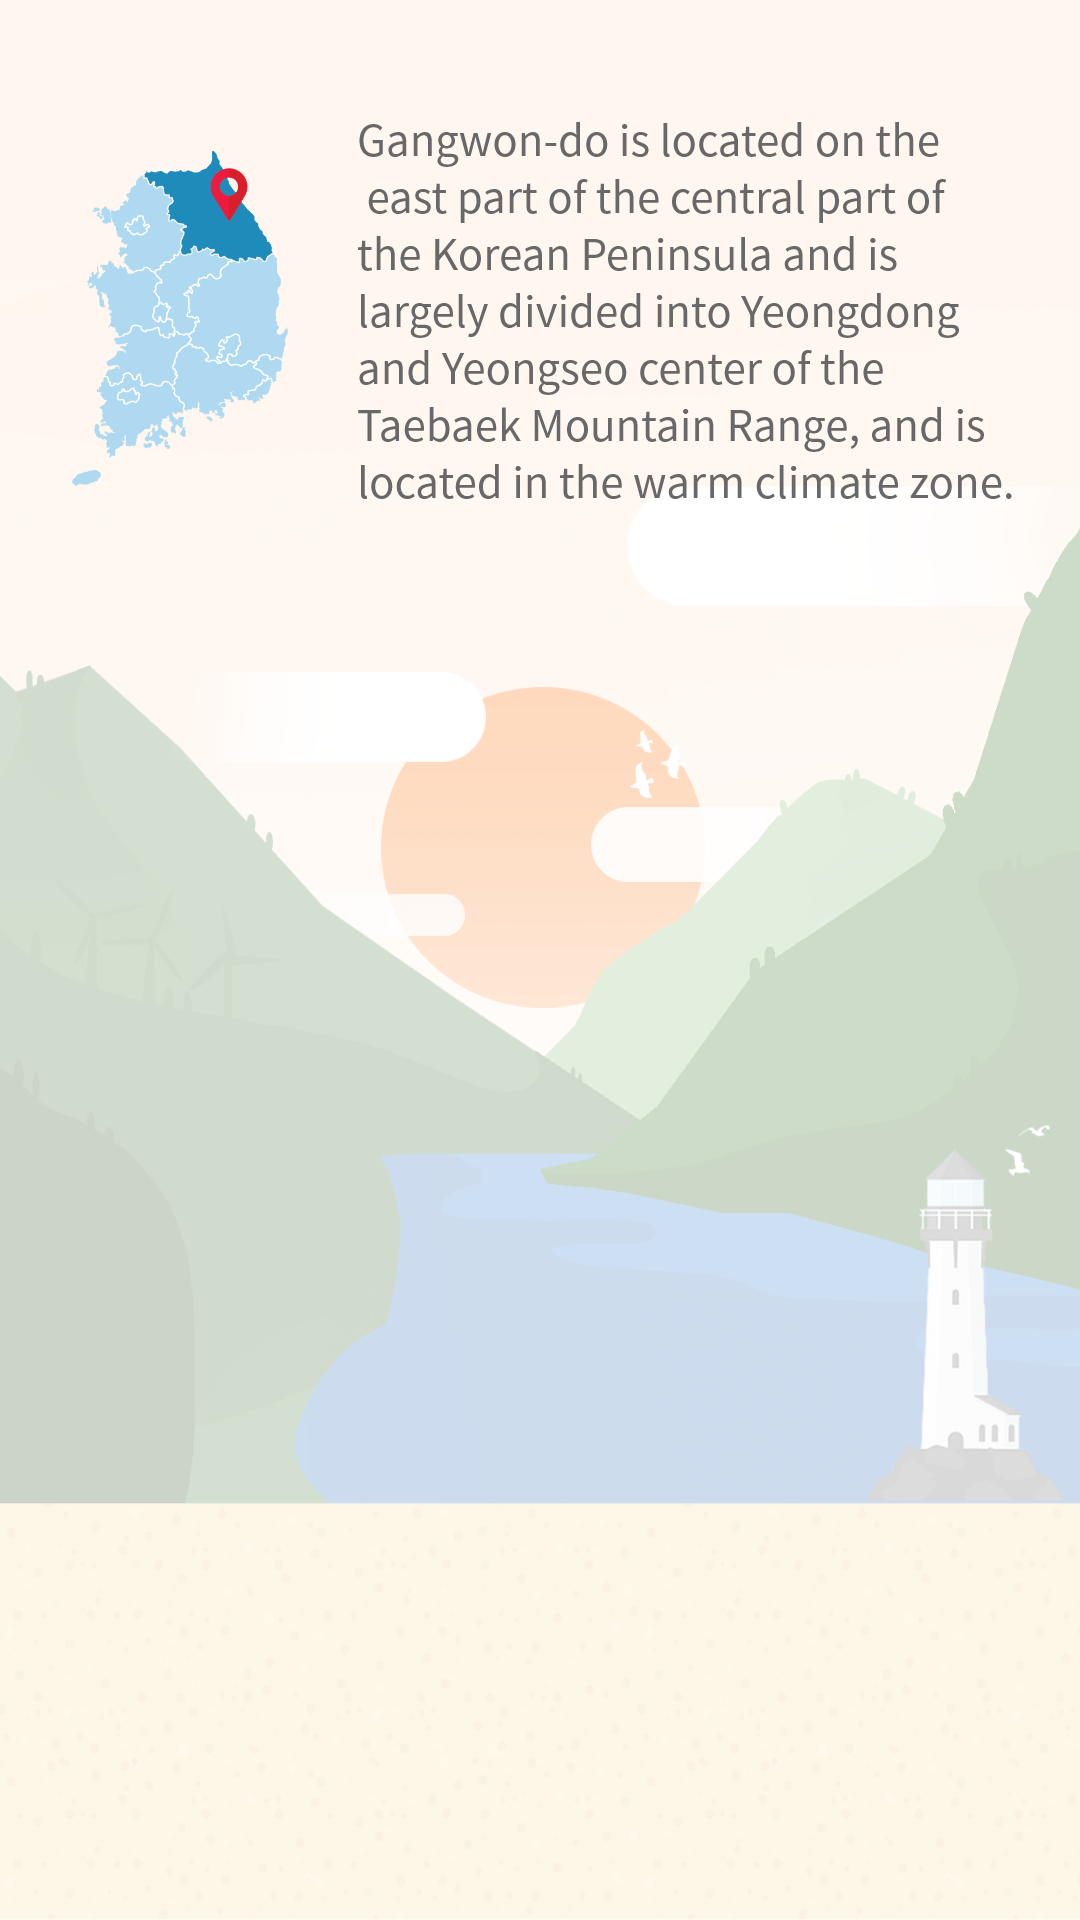 Gangwon-do is located on the
east part of the central part of
the Korean Peninsula and is
largely divided into Yeongdong
and Yeongseo center of the
Taebaek Mountain Range, and is
located in the warm climate zone.